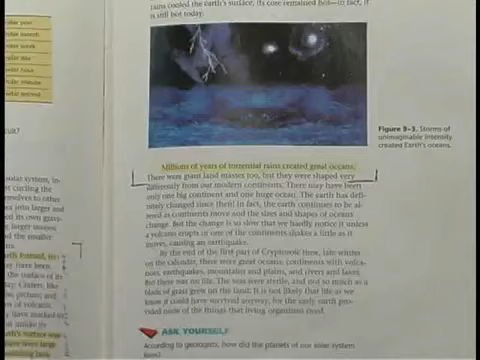 rains cooled the earth's surface, its core remained hot—in fact, it
is still hot today.
Figure 9-3. Storms of
unimaginable intensity
created Earth's oceans.
Millions of years of torrential rains created great oceans.
There were giant land masses too, but they were shaped very
differently from our modern continents. There may have been
only one big continent and one huge ocean. The earth has defi-
nitely changed since then! In fact, the earth continues to be al-
tered as continents move and the sizes and shapes of oceans
change. But the change is so slow that we hardly notice it unless
a volcano erupts or one of the continents shakes a little as it
moves, causing an earthquake.
By the end of the first part of Cryptozoic time, late winter
on the calendar, there were great oceans, continents with volca-
noes, earthquakes, mountains and plains, and rivers and lakes.
But there was no life. The seas were sterile, and not so much as a
blade of grass grew on the land. It is not likely that life as we
know it could have survived anyway, for the early earth pro-
vided none of the things that living organisms need.
ASK YOURSELF
According to geologists, how did the planets of our solar system
form?